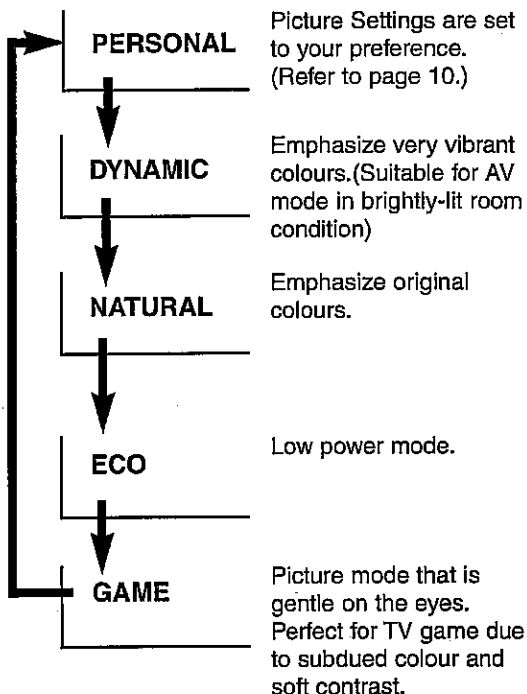 PERSONAL
Picture Settings are set
to your preference.
(Refer to page 10.)
DYNAMIC
Emphasize very vibrant
colours.(Suitable for AV
mode in brightly-lit room
condition)
NATURAL
Emphasize original
colours.
ECO
Low power mode.
GAME
Picture mode that is
gentle on the eyes.
Perfect for TV game due
to subdued colour and
soft contrast.